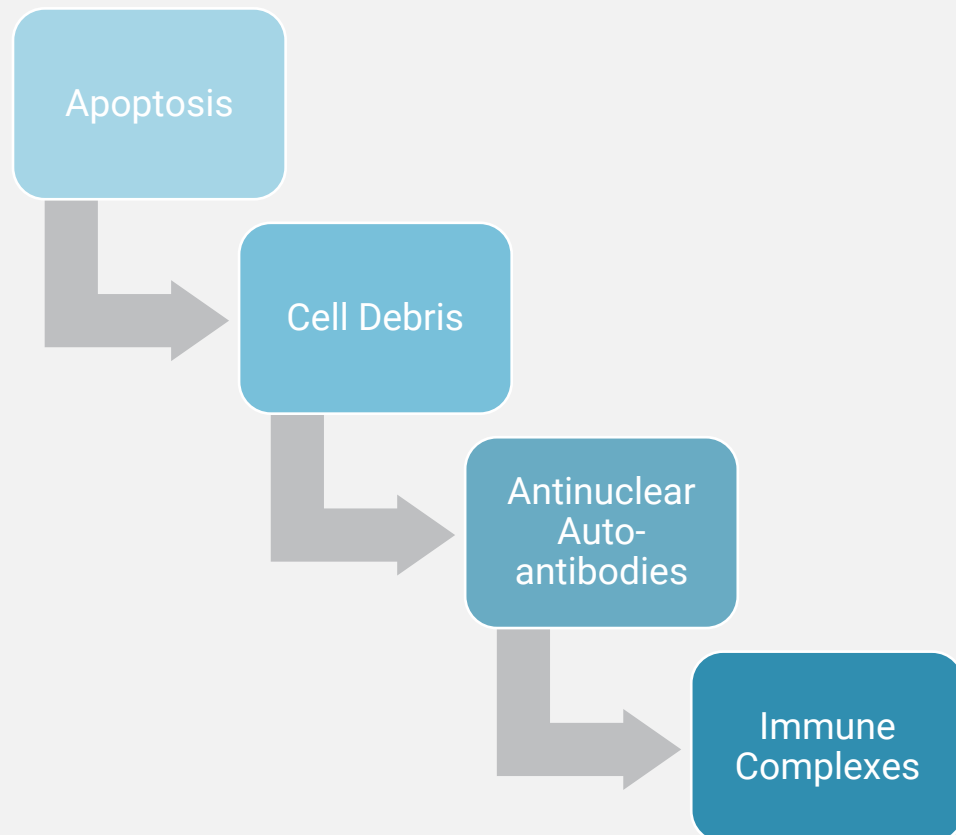 Apoptosis
Cell Debris
Antinuclear
Auto-
antibodies
Immune
Complexes